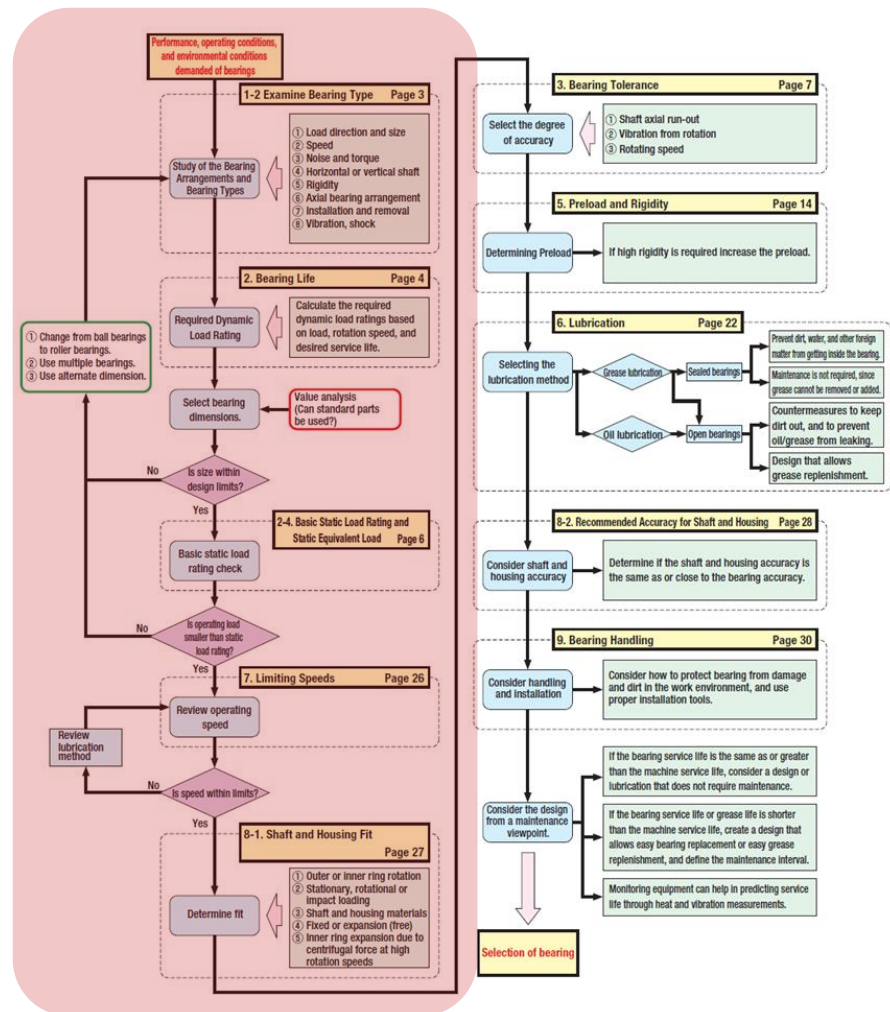 Performance, operating conditions,
and environmental conditions
demanded of bearings
1-2 Examine Bearing Type Page 3
Study of the Bearing
Arrangements and
Bearing Types
① Load direction and size
② Speed
③ Noise and torque
④ Horizontal or vertical shaft
⑤ Rigidity
⑥ Axial bearing arrangement
⑦ Installation and removal
⑧ Vibration, shock
2. Bearing Life Page 4
Required Dynamic
Load Rating
Calculate the required
dynamic load ratings based
on load, rotation speed, and
desired service life.
① Change from ball bearings
to roller bearings.
② Use multiple bearings.
③ Use alternate dimension.
Select bearing
dimensions.
Value analysis
(Can standard parts
be used?)
No
Is size within
design limits?
Yes
2-4. Basic Static Load Rating and
Static Equivalent Load Page 6
Basic static load
rating check
No
Is operating load
smaller than static
load rating?
Yes
7. Limiting Speeds Page 26
Review operating
speed
Review
lubrication
method
No
Is speed within limits?
Yes
8-1. Shaft and Housing Fit
Page 27
Determine fit
① Outer or inner ring rotation
② Stationary, rotational or
impact loading
③ Shaft and housing materials
④ Fixed or expansion (free)
⑤ Inner ring expansion due to
centrifugal force at high
rotation speeds
3. Bearing Tolerance Page 7
Select the degree
of accuracy
① Shaft axial run-out
② Vibration from rotation
③ Rotating speed
5. Preload and Rigidity Page 14
Determining Preload
If high rigidity is required increase the preload.
6. Lubrication Page 22
Selecting the
lubrication method
Grease lubrication
Sealed bearings
Prevent dirt, water, and other foreign
matter from getting inside the bearing.
Maintenance is not required, since
grease cannot be removed or added.
Oil lubrication
Open bearings
Countermeasures to keep
dirt out, and to prevent
oil/grease from leaking.
Design that allows
grease replenishment.
8-2. Recommended Accuracy for Shaft and Housing Page 28
Consider shaft and
housing accuracy
Determine if the shaft and housing accuracy is
the same as or close to the bearing accuracy.
9. Bearing Handling Page 30
Consider handling
and installation
Consider how to protect bearing from damage
and dirt in the work environment, and use
proper installation tools.
Consider the design
from a maintenance
viewpoint.
If the bearing service life is the same as or greater
than the machine service life, consider a design or
lubrication that does not require maintenance.
If the bearing service life or grease life is shorter
than the machine service life, create a design that
allows easy bearing replacement or easy grease
replenishment, and define the maintenance interval.
Monitoring equipment can help in predicting service
life through heat and vibration measurements.
Selection of bearing